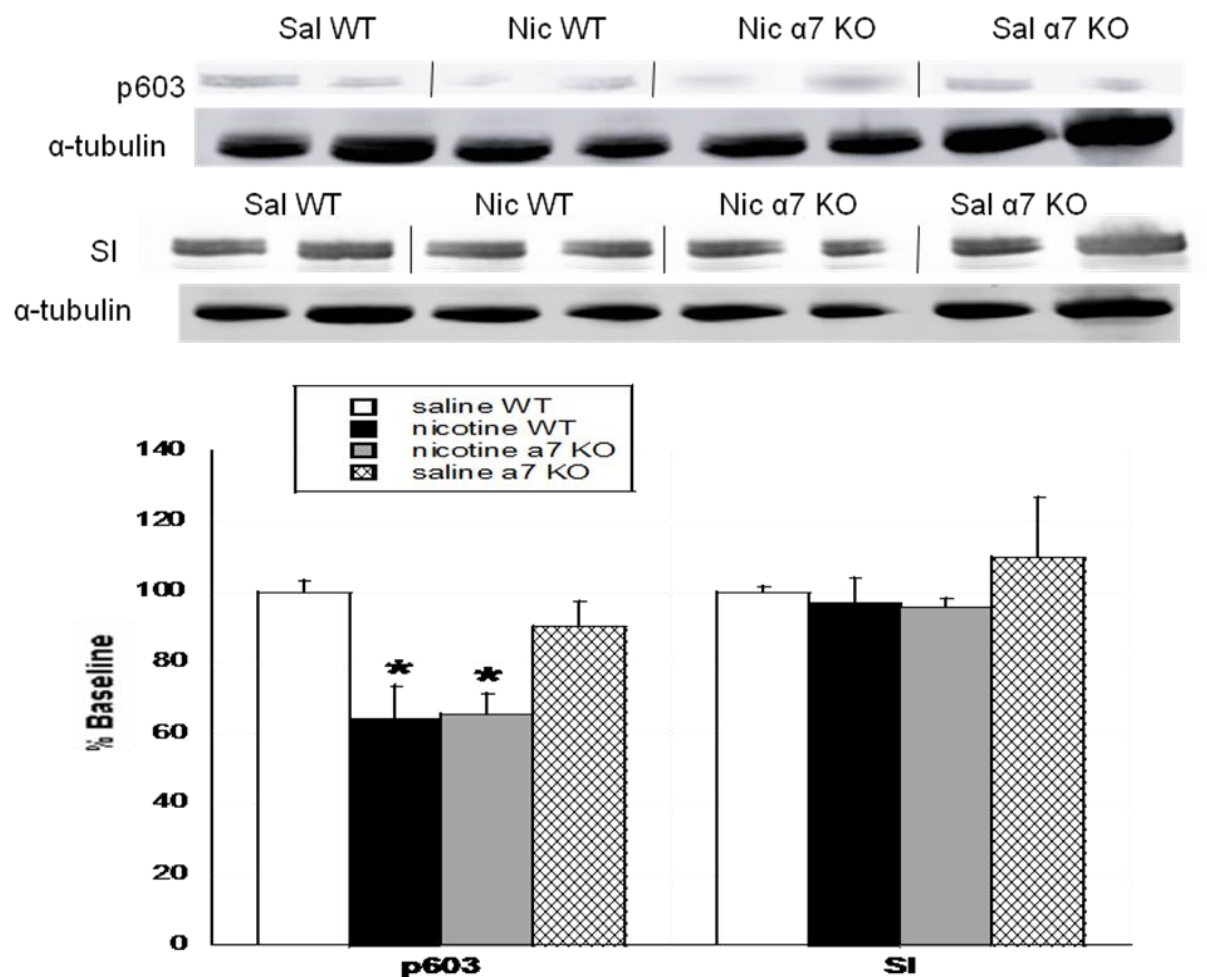 Sal WT Nic WT Nic α7 KO Sal α7 KO
p603
α-tubulin
Sal WT Nic WT Nic α7 KO Sal α7 KO
SI
α-tubulin
saline WT
nicotine WT
nicotine a7 KO
saline a7 KO
140
120
100
80
60
40
20
0
% Baseline
* *
p603 SI